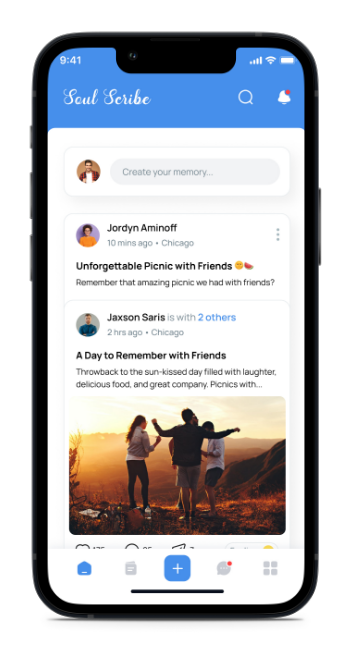 9:41
Soul Scribe
Create your memory...
Jordyn Aminoff
10 mins ago • Chicago
Unforgettable Picnic with Friends 😊🍉
Remember that amazing picnic we had with friends?
Jaxson Saris is with 2 others
2 hrs ago • Chicago
A Day to Remember with Friends
Throwback to the sun-kissed day filled with laughter,
delicious food, and great company. Picnics with...